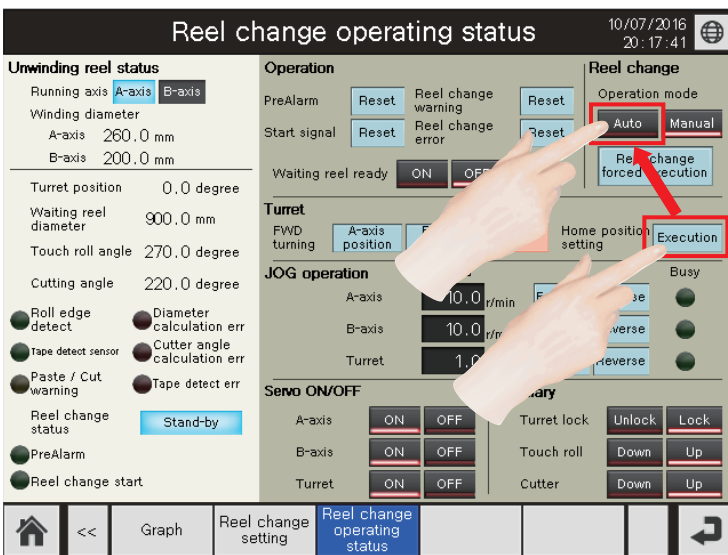 Reel change operating status
10/07/2016
20:17:41
Unwinding reel status
Running axis A-axis B-axis
Winding diameter
A-axis 260.0 mm
B-axis 200.0 mm
Turret position 0.0 degree
Waiting reel
diameter
900.0 mm
Touch roll angle 270.0 degree
Cutting angle 220.0 degree
Roll edge
detect
Diameter
calculation err
Tape detect sensor
Cutter angle
calculation err
Paste / Cut
warning
Tape detect err
Reel change
status
Stand-by
PreAlarm
Reel change start
Operation
PreAlarm Reset
Reel change
warning
Reset
Start signal Reset
Reel change
error
Reset
Waiting reel ready ON OFF
Reel change
Operation mode
Auto Manual
change
forced
Turret
FWD
turning
A-axis
position
Home position
setting
Execution
JOG operation
Busy
A-axis 10.0 r/min
B-axis 10.0
Turret 1.0 Reverse
Servo ON/OFF
A-axis ON OFF
B-axis ON OFF
Turret ON OFF
Turret lock Unlock Lock
Touch roll Down Up
Cutter Down Up
<< Graph
Reel change
setting
Reel change
operating
status